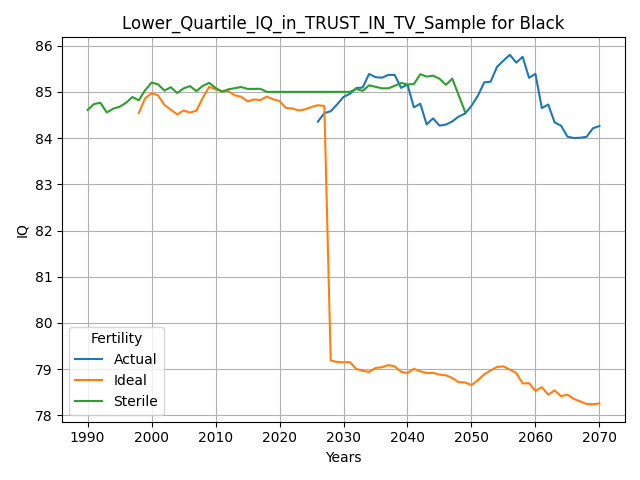 Lower_Quartile_IQ_in_TRUST_IN_TV_Sample for Black
86
85
84
83
82
81
80
79
78
IQ
Fertility
Actual
Ideal
Sterile
1990 2000 2010 2020 2030 2040 2050 2060 2070
Years